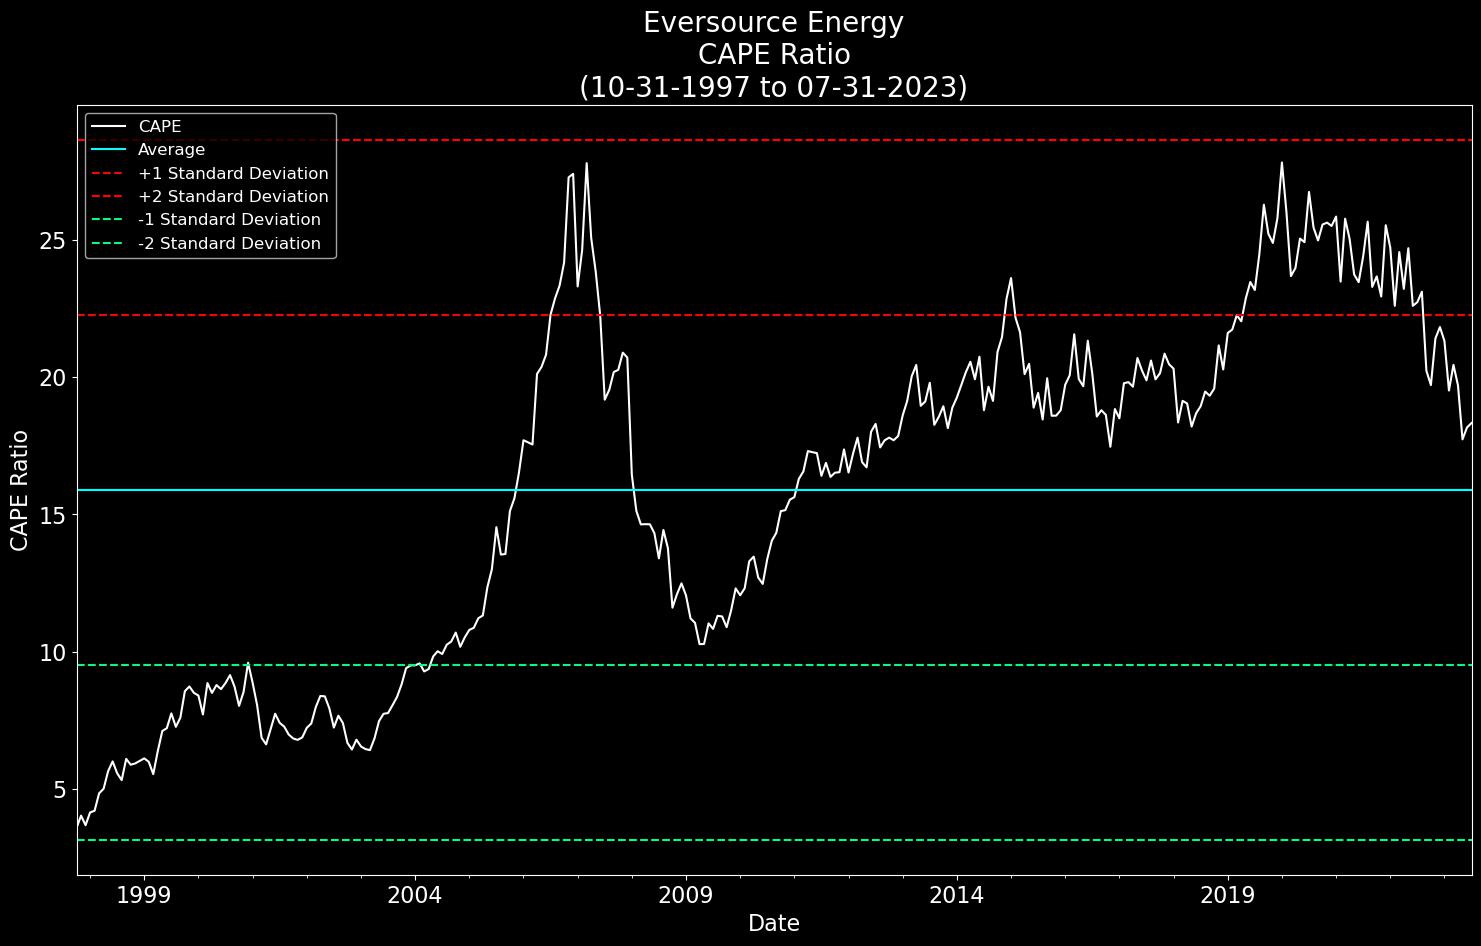 Eversource Energy
CAPE Ratio
(10-31-1997 to 07-31-2023)
CAPE
Average
+1 Standard Deviation
+2 Standard Deviation
-1 Standard Deviation
-2 Standard Deviation
25
20
15
10
5
CAPE Ratio
1999 2004 2009 2014 2019
Date